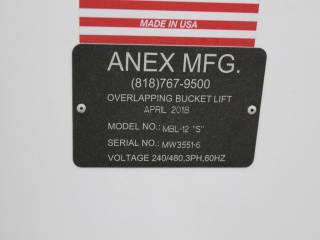 MADE IN USA
ANEX MFG.
(818)767-9500
OVERLAPPING BUCKET LIFT
APRIL 2018
MODEL NO.: MBL-12 "S"
SERIAL NO.: MW3551-6
VOLTAGE 240/480,3PH,60HZ